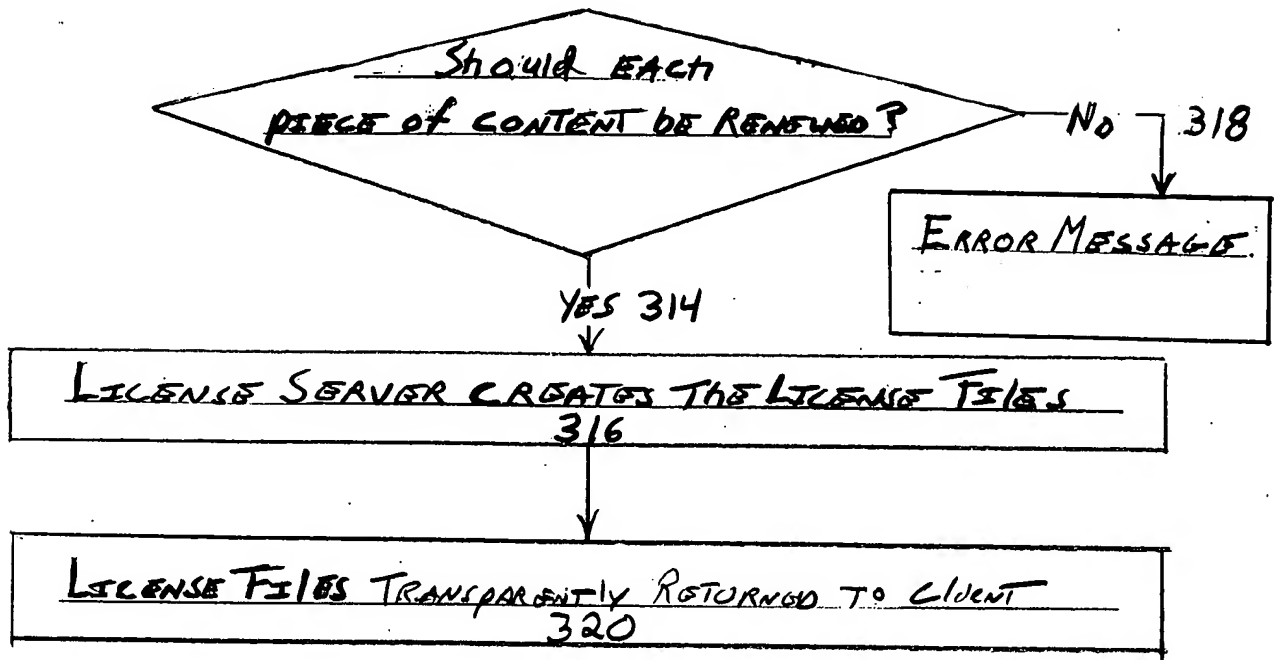 Should EACH
PIECE OF CONTENT BE RENEWED?
NO 318
ERROR MESSAGE.
YES 314
LICENSE SERVER CREATES THE LICENSE FILES
316
LICENSE FILES TRANSPARENTLY RETURNED TO CLIENT
320